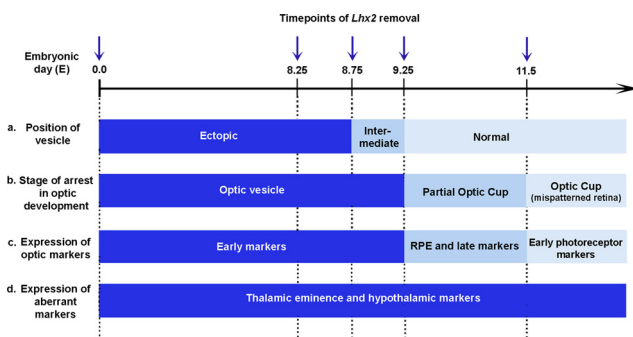 Timepoints of Lhx2 removal
Embryonic
day (E)
0.0 8.25 8.75 9.25 11.5
a. Position of
vesicle
Ectopic
Inter-
mediate
Normal
b. Stage of arrest
in optic
development
Optic vesicle
Partial Optic Cup
Optic Cup
(mispatterned retina)
c. Expression of
optic markers
Early markers
RPE and late markers
Early photoreceptor
markers
d. Expression of
aberrant
markers
Thalamic eminence and hypothalamic markers